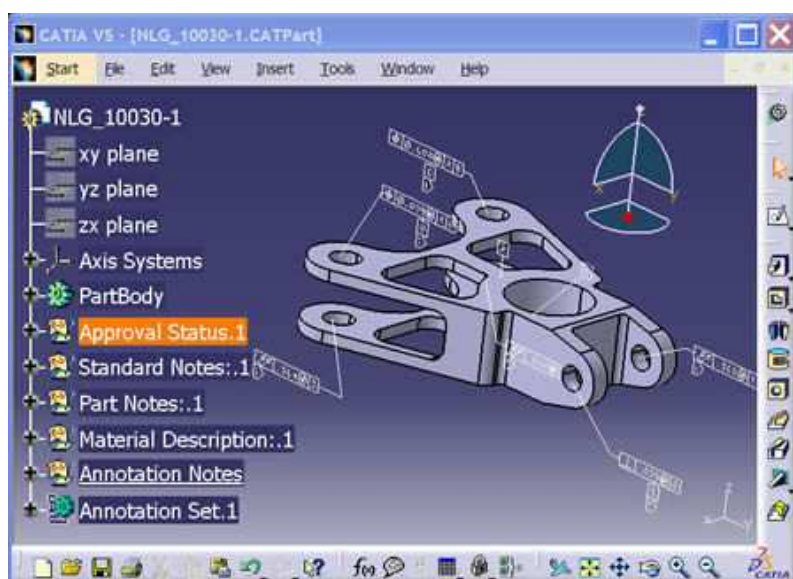 CATIA V5 - [NLG_10030-1.CATPart]
Start File Edit View Insert Tools Window Help
NLG_10030-1
xy plane
yz plane
zx plane
Axis Systems
PartBody
Approval Status.1
Standard Notes:.1
Part Notes:.1
Material Description:.1
Annotation Notes
Annotation Set.1
f(x)
CATIA